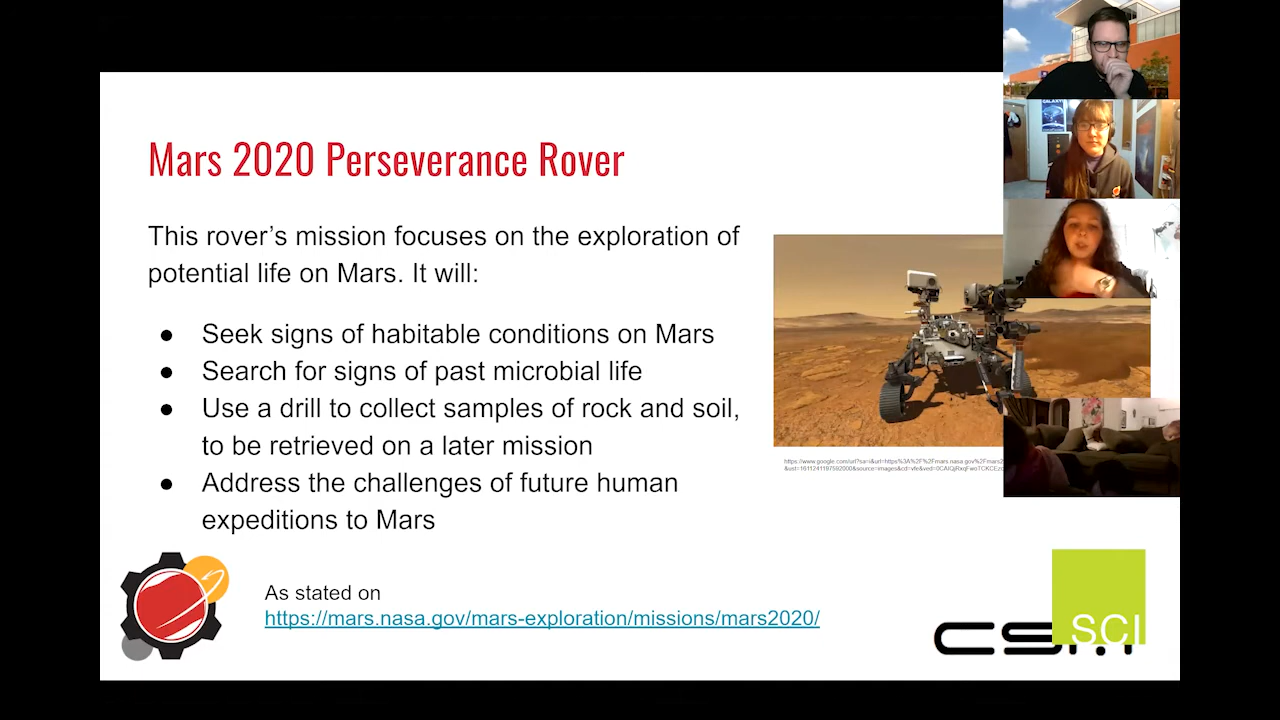 Mars 2020 Perseverance Rover
This rover's mission focuses on the exploration of
potential life on Mars. It will:
● Seek signs of habitable conditions on Mars
● Search for signs of past microbial life
● Use a drill to collect samples of rock and soil,
to be retrieved on a later mission
● Address the challenges of future human
expeditions to Mars
As stated on
https://mars.nasa.gov/mars-exploration/missions/mars2020/
GALAXY
SCI